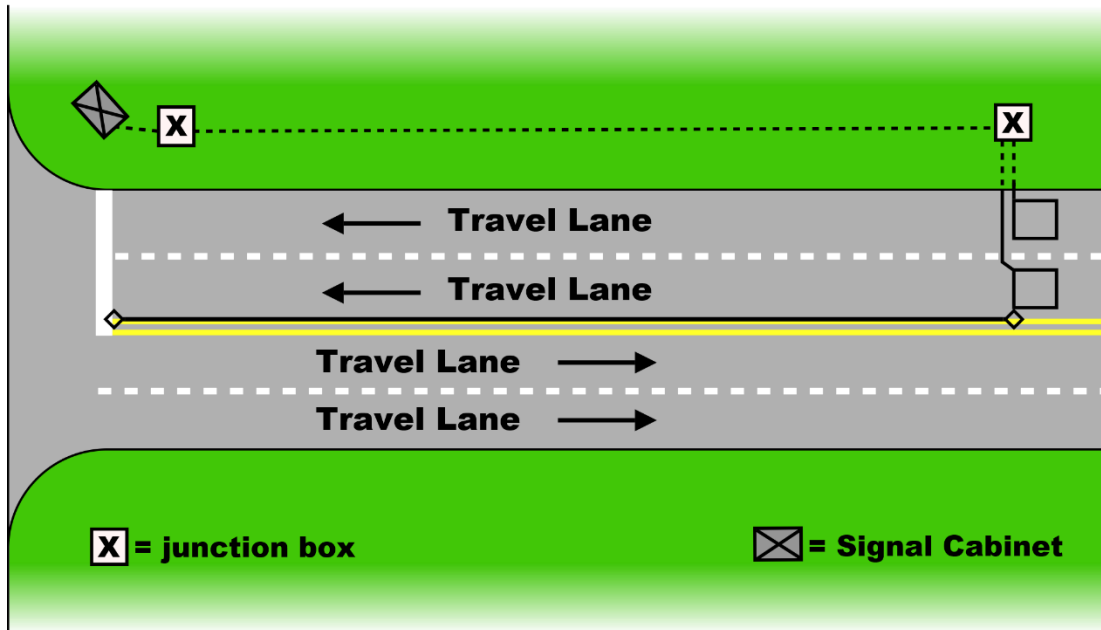 X
X
Travel Lane
Travel Lane
Travel Lane
Travel Lane
X = junction box
= Signal Cabinet